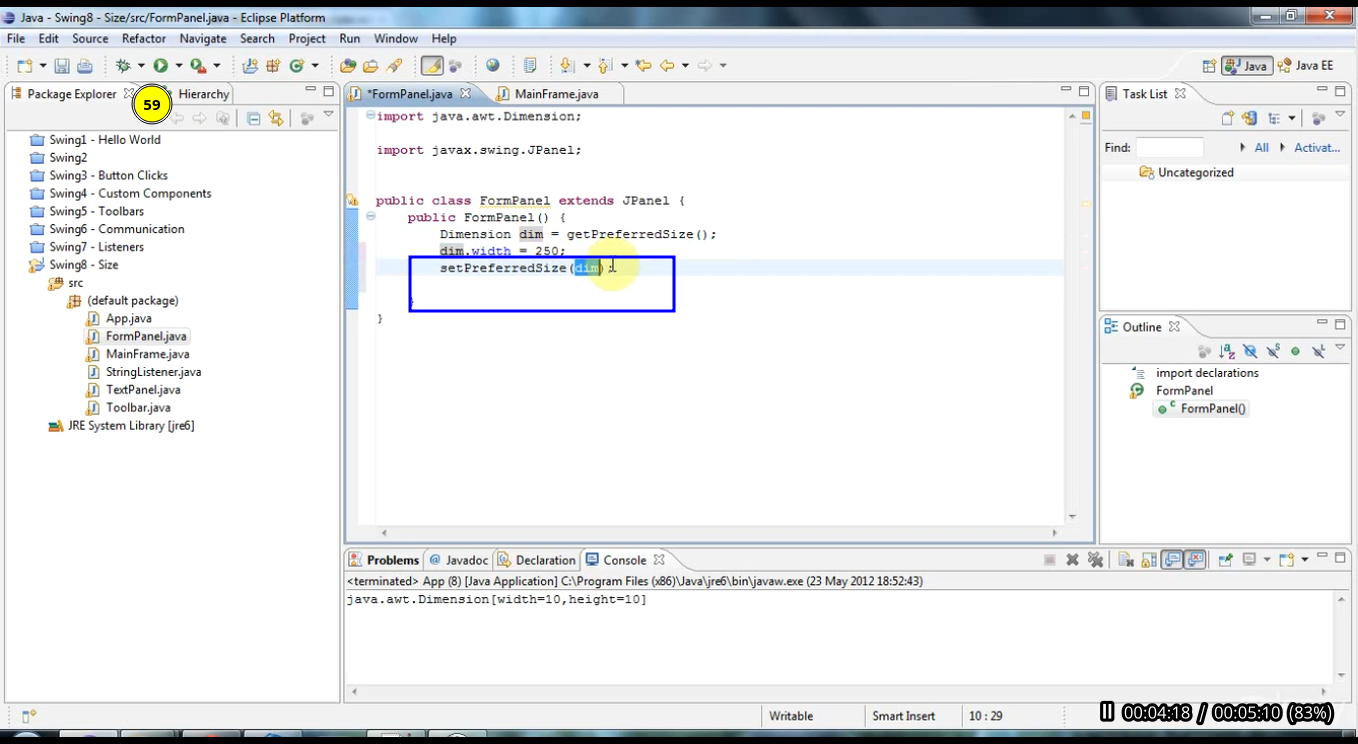 Java - Swing8 - Size/src/FormPanel.java - Eclipse Platform
File Edit Source Refactor Navigate Search Project Run Window Help
Java Java EE
Package Explorer Hierarchy
59
Swing1 - Hello World
Swing2
Swing3 - Button Clicks
Swing4 - Custom Components
Swing5 - Toolbars
Swing6 - Communication
Swing7 - Listeners
Swing8 - Size
src
(default package)
App.java
FormPanel.java
MainFrame.java
StringListener.java
TextPanel.java
Toolbar.java
JRE System Library [jre6]
*FormPanel.java MainFrame.java
import java.awt.Dimension;
import javax.swing.JPanel;
public class FormPanel extends JPanel {
public FormPanel() {
Dimension dim = getPreferredSize();
dim.width = 250;
setPreferredSize(dim);
}
}
Task List
Find: All Activat...
Uncategorized
Outline
import declarations
FormPanel
FormPanel()
Problems Javadoc Declaration Console
<terminated> App (8) [Java Application] C:\Program Files (x86)\Java\jre6\bin\javaw.exe (23 May 2012 18:52:43)
java.awt.Dimension[width=10,height=10]
Writable Smart Insert 10 : 29
00:04:18 / 00:05:10 (83%)